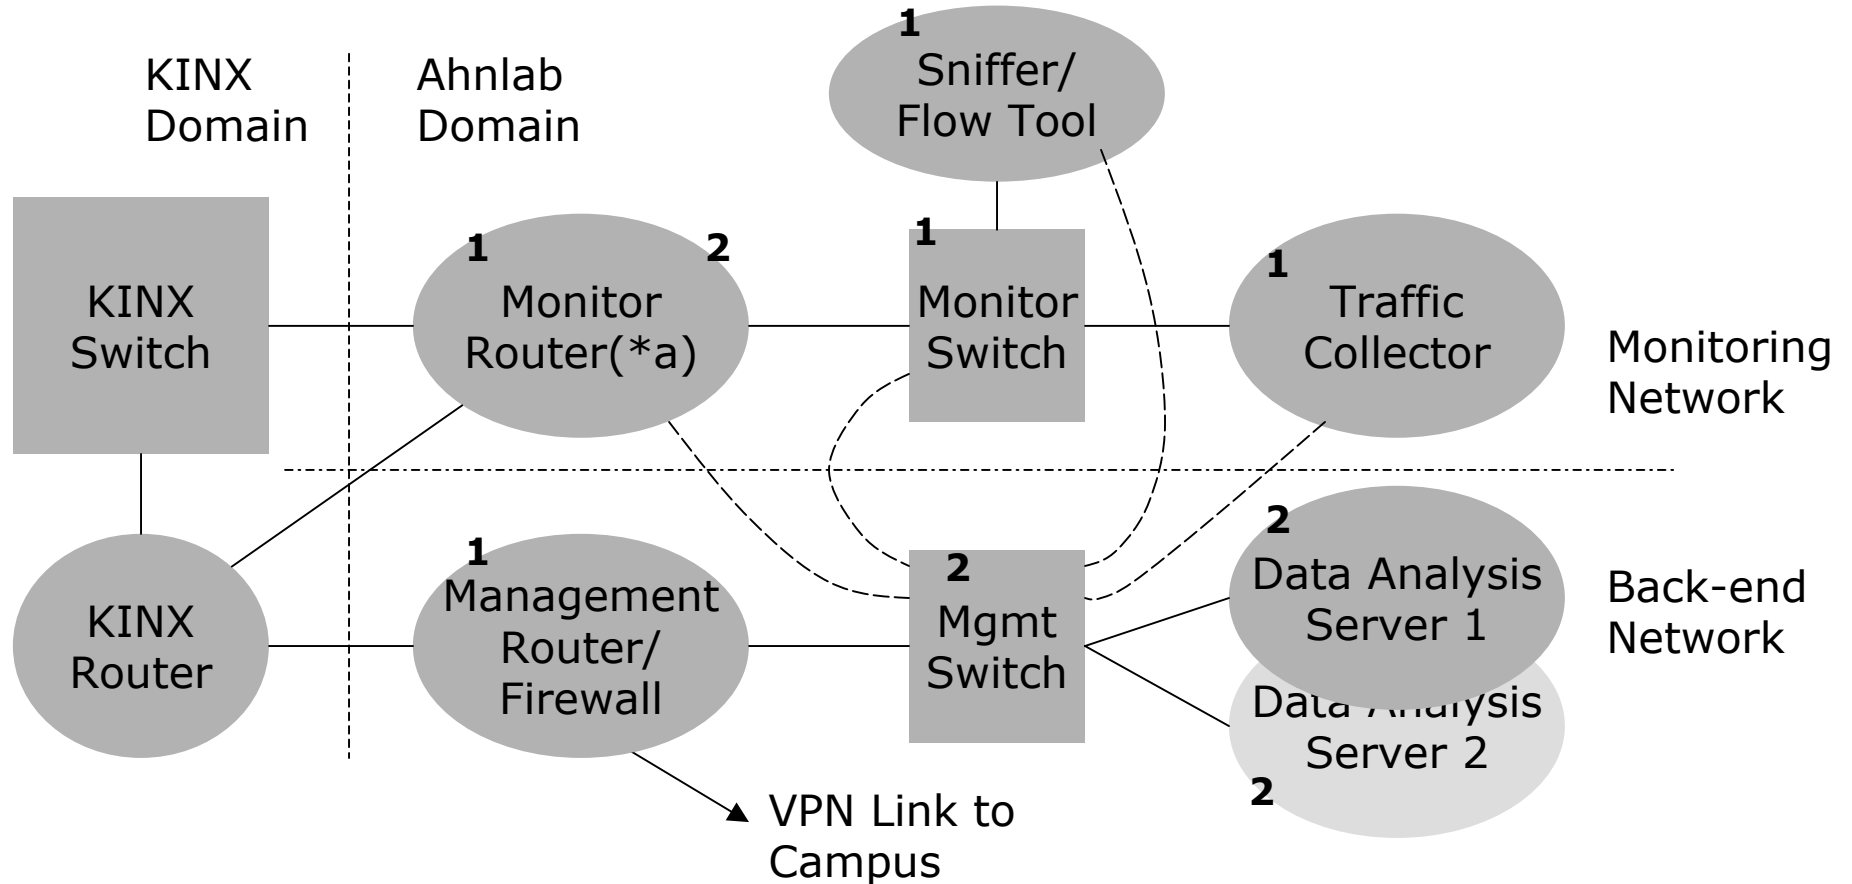 KINX
Domain
Ahnlab
Domain
1
Sniffer/
Flow Tool
KINX
Switch
1
2
Monitor
Router(*a)
1
Monitor
Switch
1
Traffic
Collector
Monitoring
Network
KINX
Router
1
Management
Router/
Firewall
2
Mgmt
Switch
2
Data Analysis
Server 1
Data Analysis
Server 2
2
Back-end
Network
VPN Link to
Campus